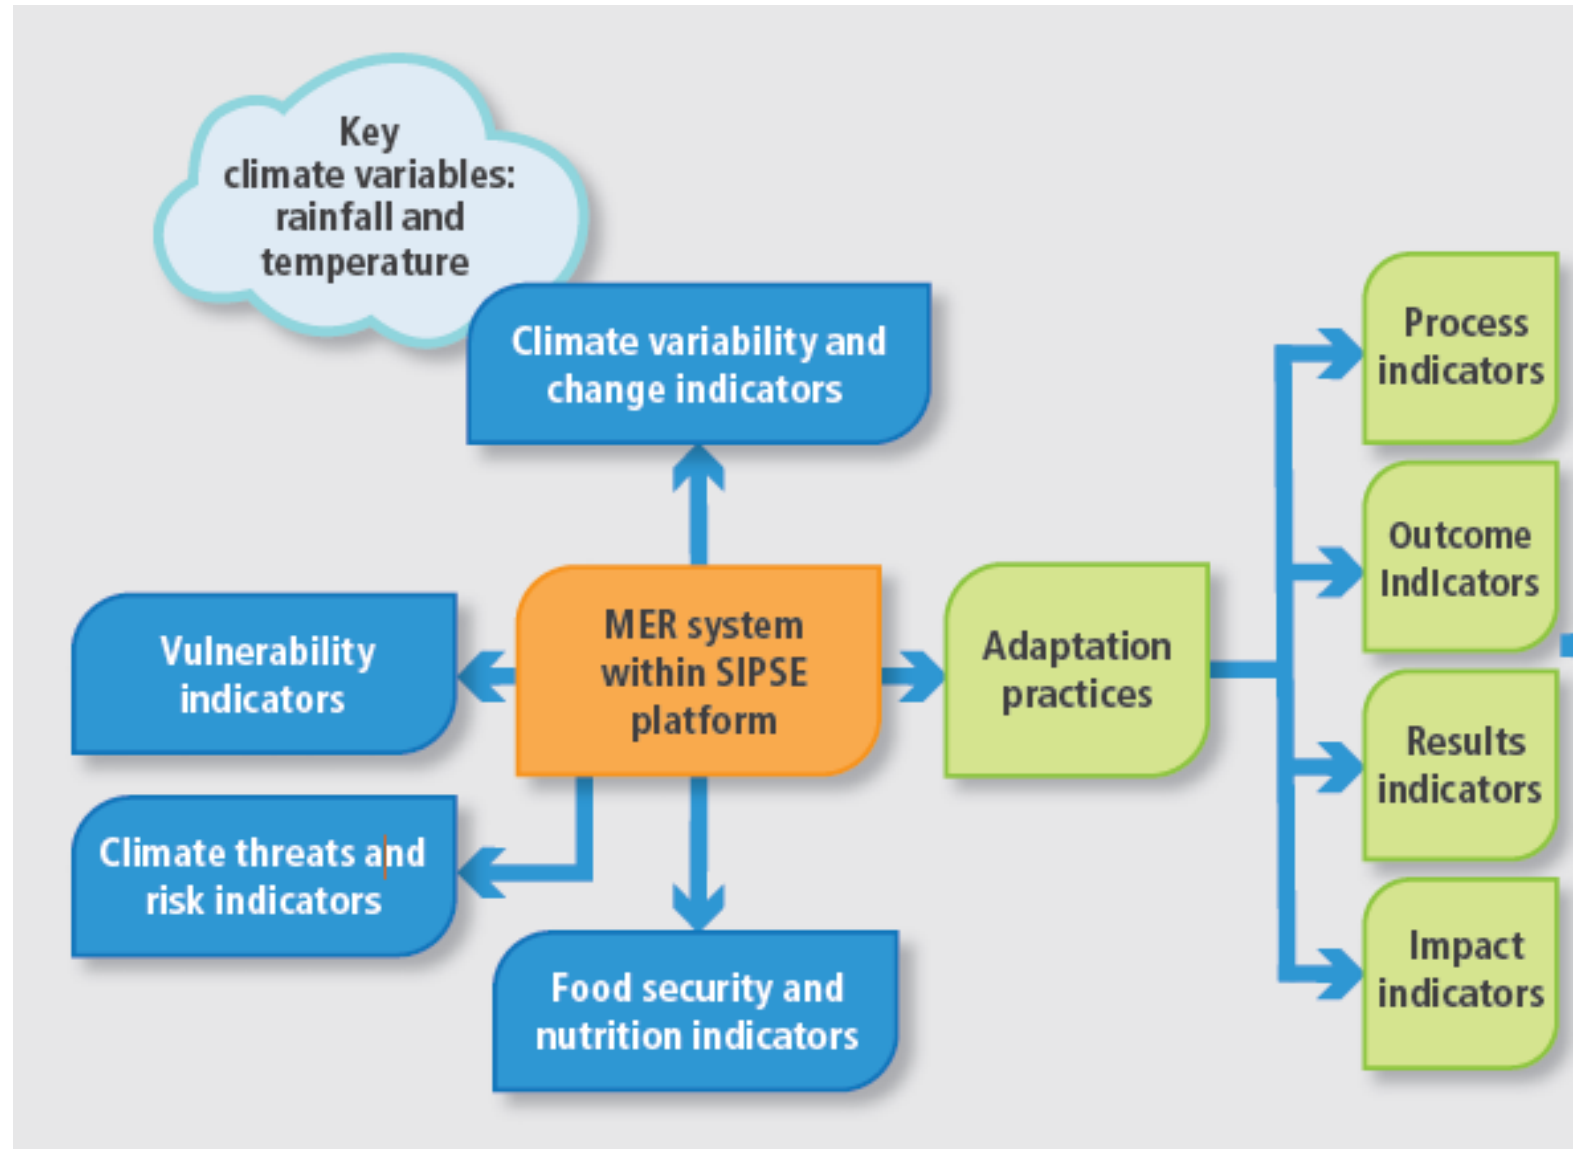 Key
climate variables:
rainfall and
temperature
Climate variability and
change indicators
Vulnerability
indicators
MER system
within SIPSE
platform
Adaptation
practices
Climate threats and
risk indicators
Food security and
nutrition indicators
Process
indicators
Outcome
IndIcators
Results
indicators
Impact
indicators